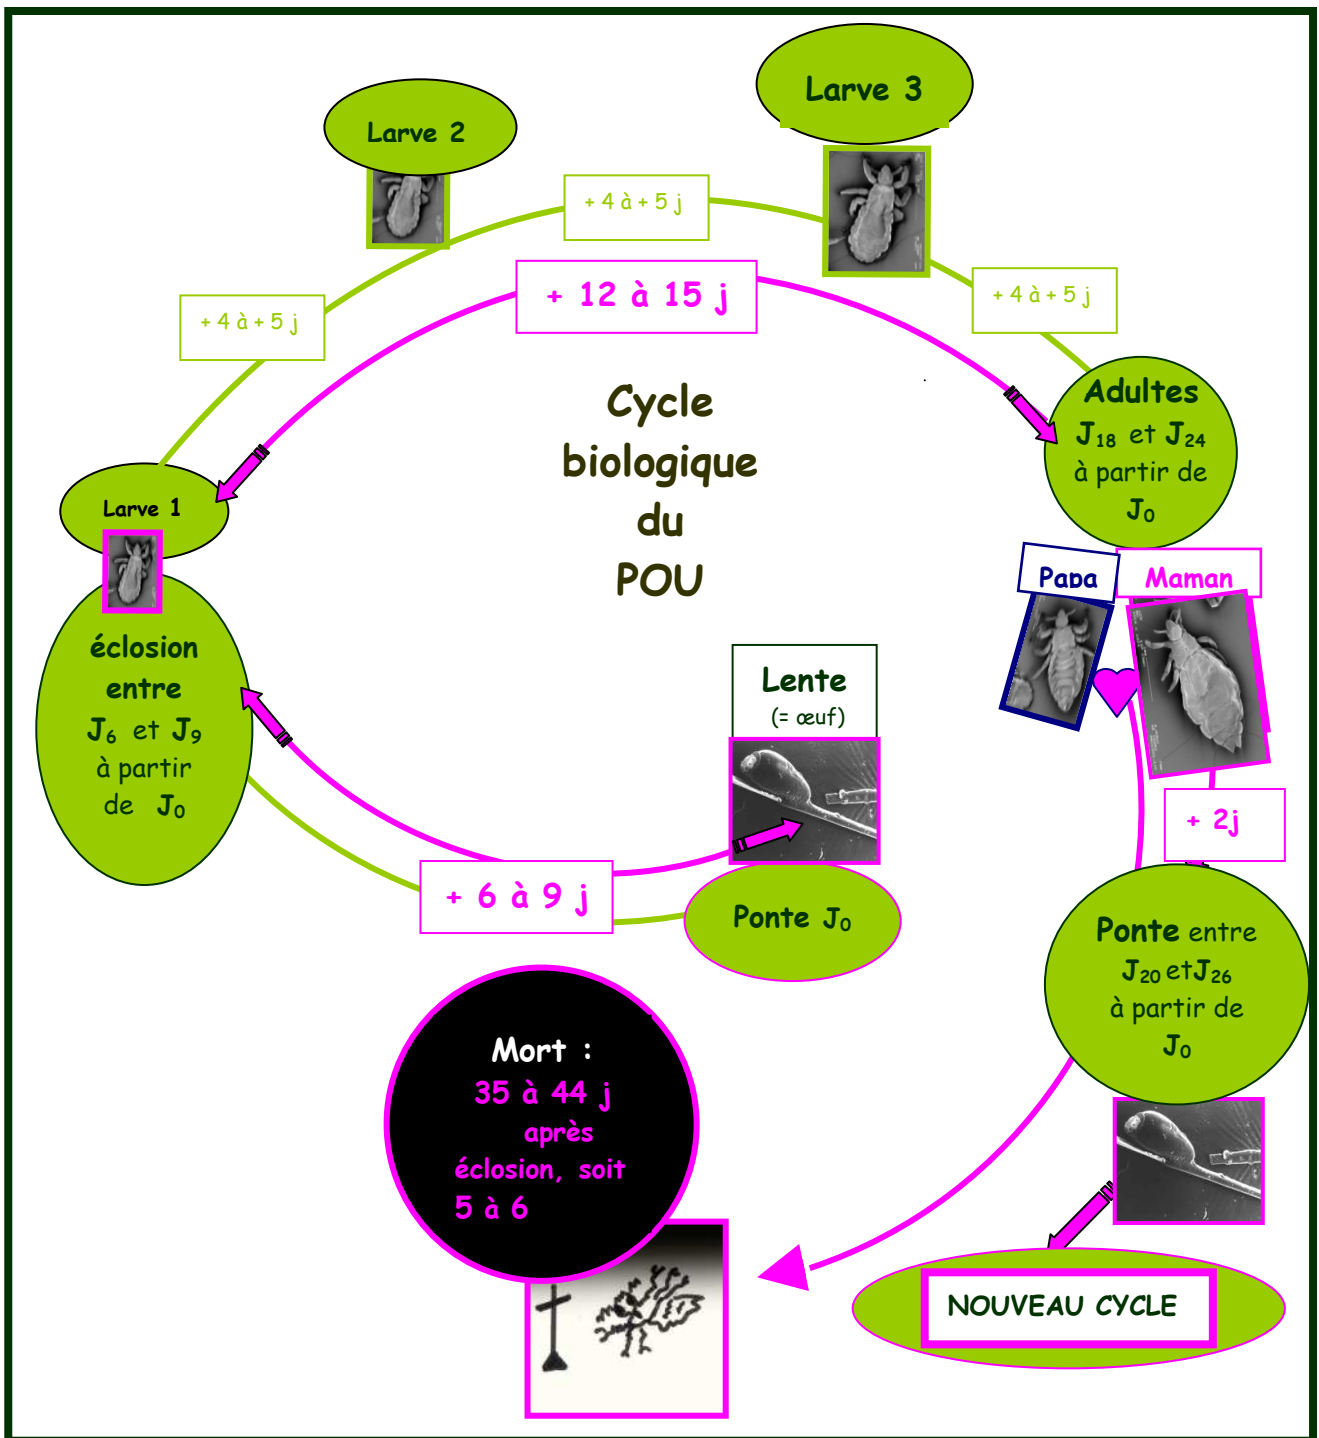 Larve 3
Larve 2
+ 4 à + 5 j
+ 12 à 15 j
+ 4 à + 5 j
+ 4 à + 5 j
Cycle
biologique
du
POU
Adultes
J18 et J24
à partir de
J0
Larve 1
Papa
Maman
éclosion
entre
J6 et J9
à partir
de J0
Lente
(= œuf)
+ 2j
+ 6 à 9 j
Ponte J0
Ponte entre
J20 etJ26
à partir de
J0
Mort :
35 à 44 j
après
éclosion, soit
5 à 6
NOUVEAU CYCLE